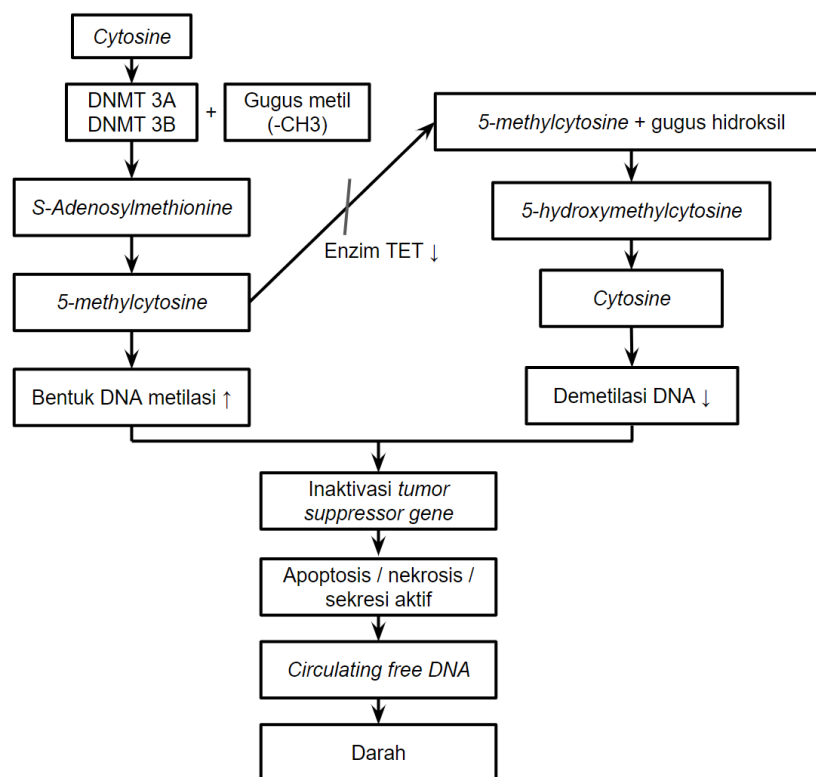 Cytosine
DNMT 3A
DNMT 3B
+
Gugus metil
(-CH3)
S-Adenosylmethionine
5-methylcytosine
Bentuk DNA metilasi ↑
Enzim TET ↓
5-methylcytosine + gugus hidroksil
5-hydroxymethylcytosine
Cytosine
Demetilasi DNA ↓
Inaktivasi tumor
suppressor gene
Apoptosis / nekrosis /
sekresi aktif
Circulating free DNA
Darah